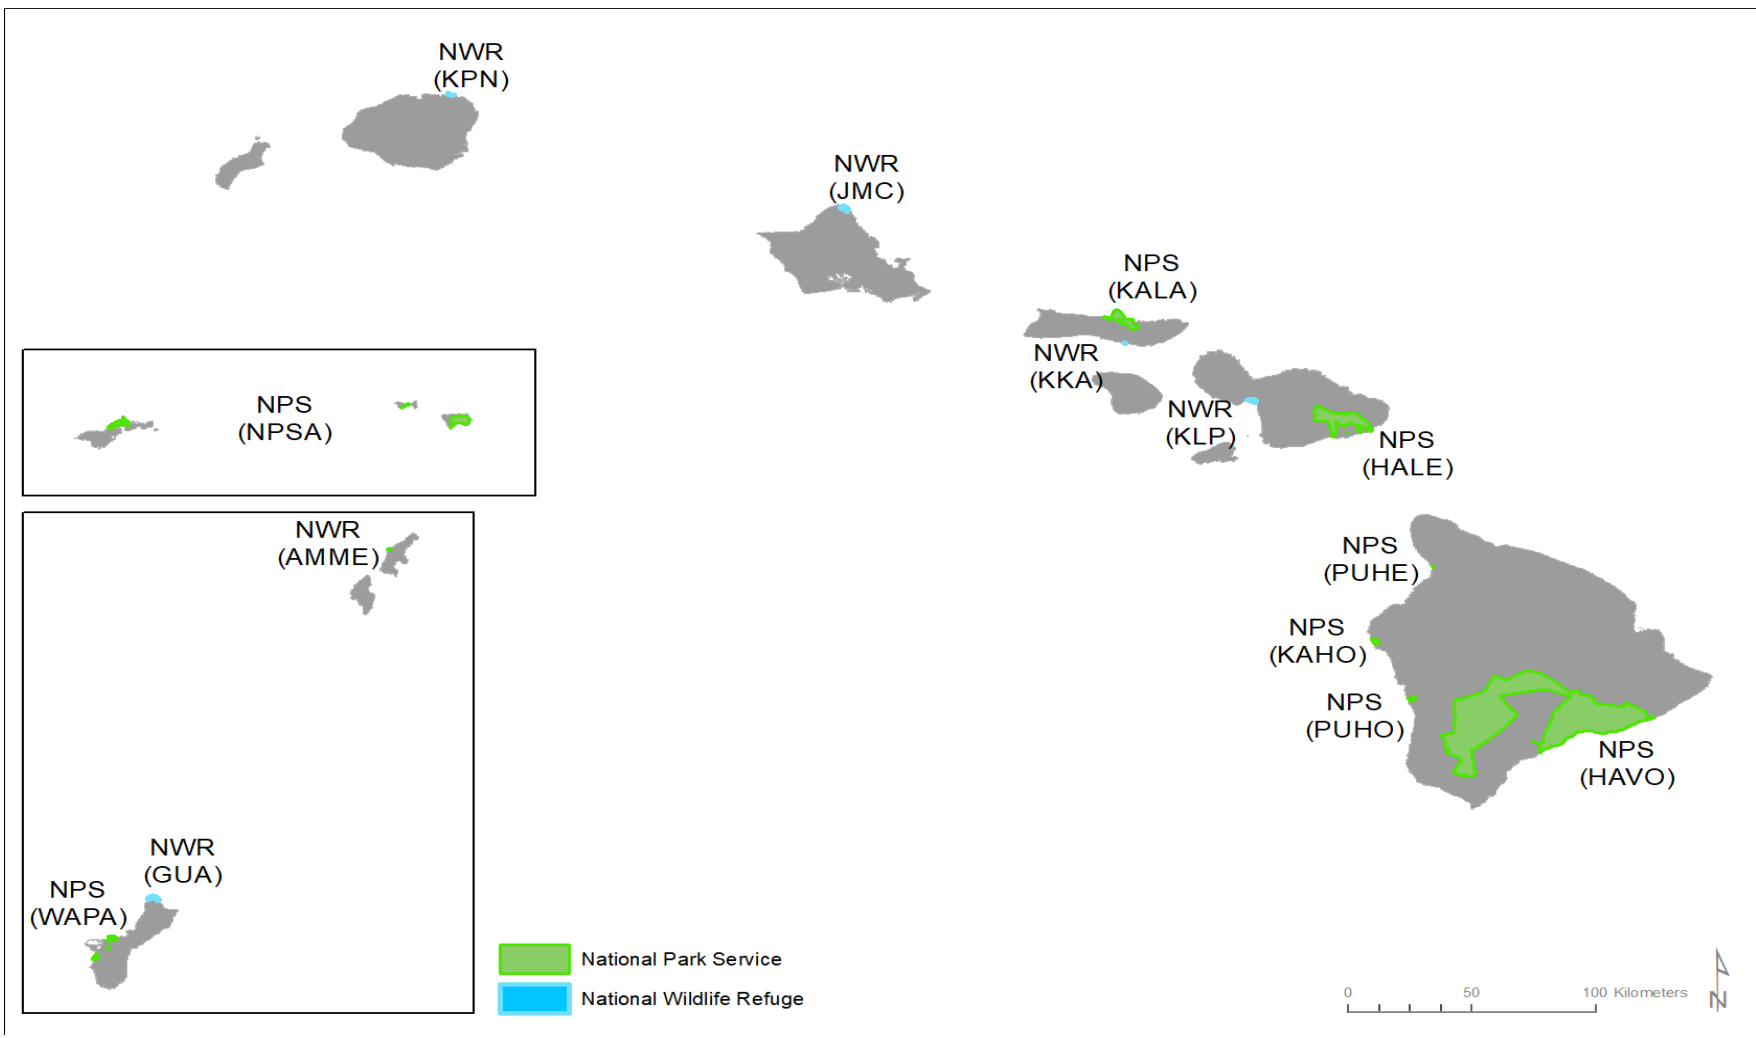 NWR
(KPN)
NWR
(JMC)
NPS
(KALA)
NWR
(KKA)
NWR
(KLP)
NPS
(HALE)
NPS
(NPSA)
NWR
(AMME)
NPS
(PUHE)
NPS
(KAHO)
NPS
(PUHO)
NPS
(HAVO)
NWR
(GUA)
NPS
(WAPA)
National Park Service
National Wildlife Refuge
0 50 100 Kilometers
N